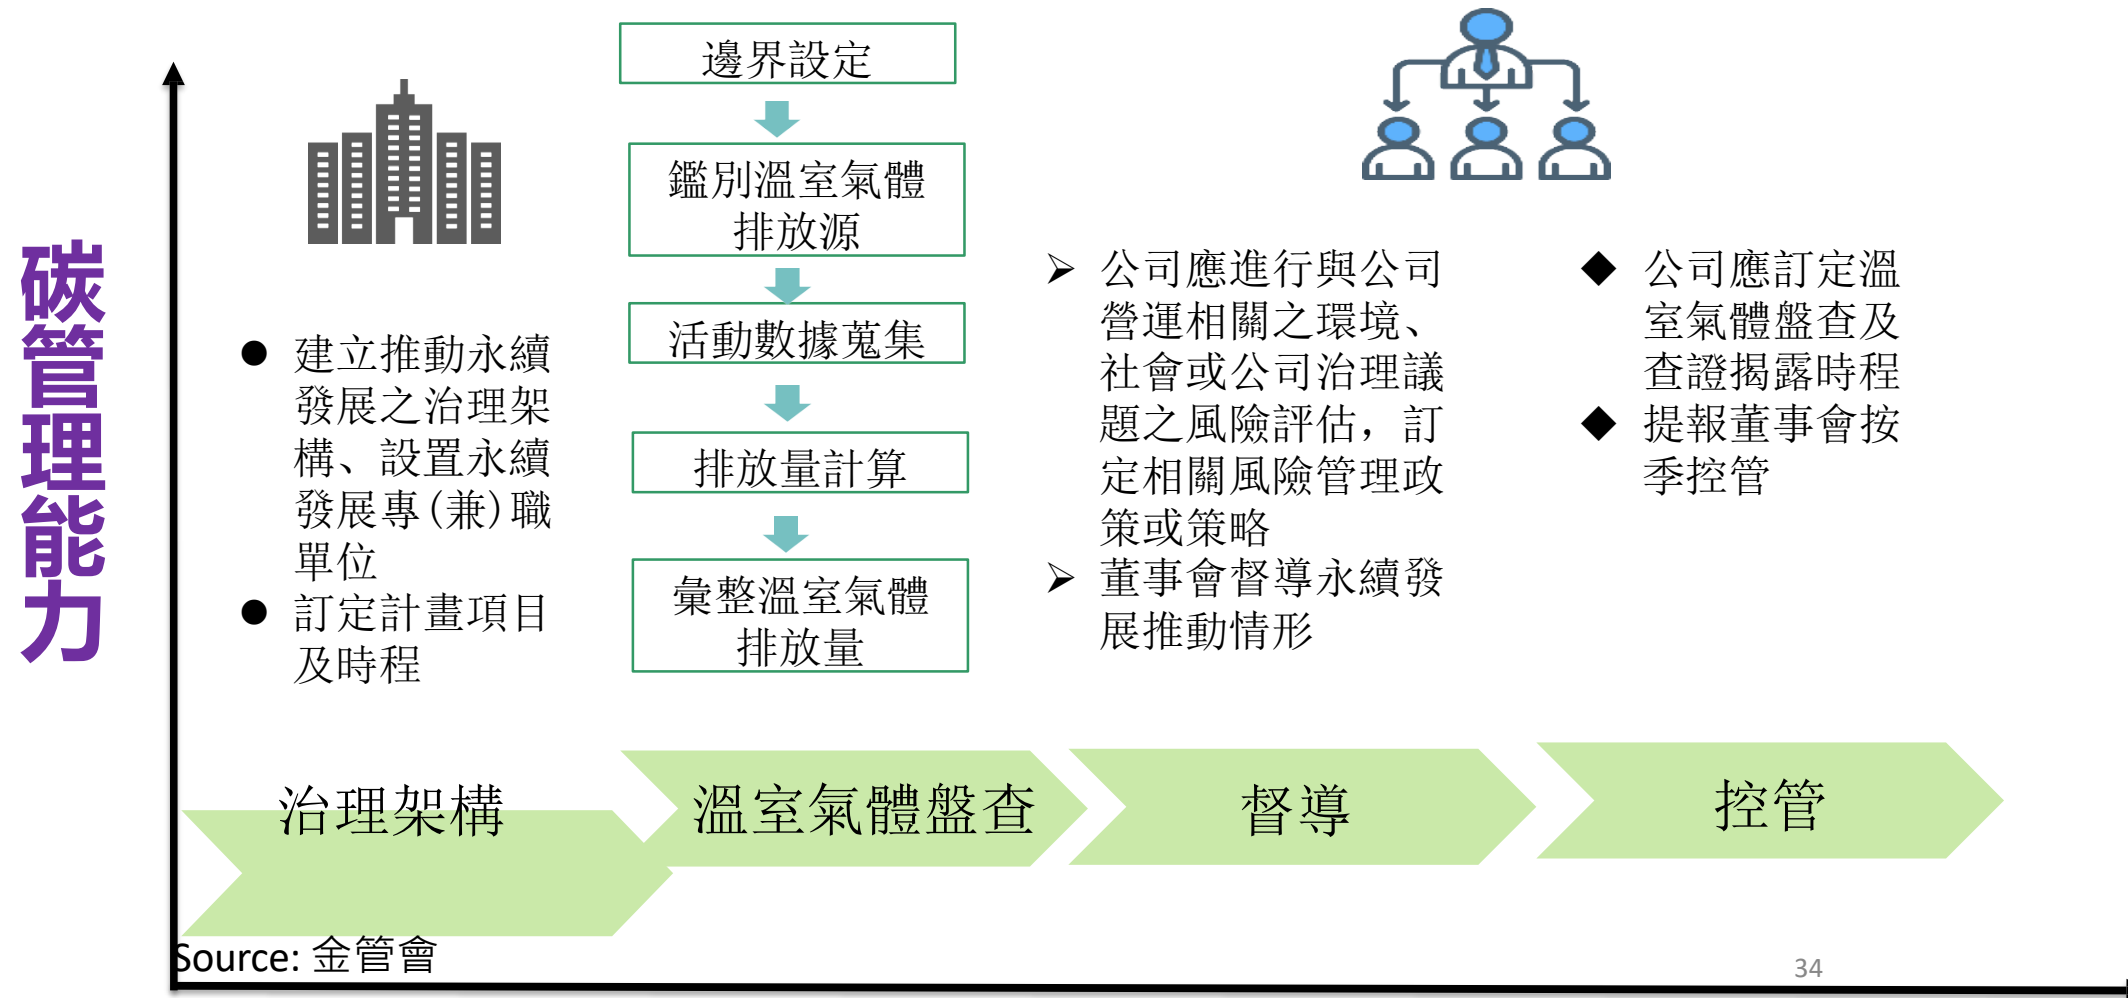 碳管理能力
建立推動永續
發展之治理架
構、設置永續
發展專(兼)職
單位
訂定計畫項目
及時程
邊界設定
鑑別溫室氣體
排放源
活動數據蒐集
排放量計算
彙整溫室氣體
排放量
公司應進行與公司
營運相關之環境、
社會或公司治理議
題之風險評估，訂
定相關風險管理政
策或策略
董事會督導永續發
展推動情形
公司應訂定溫
室氣體盤查及
查證揭露時程
提報董事會按
季控管
治理架構
溫室氣體盤查
督導
控管
Source: 金管會
34